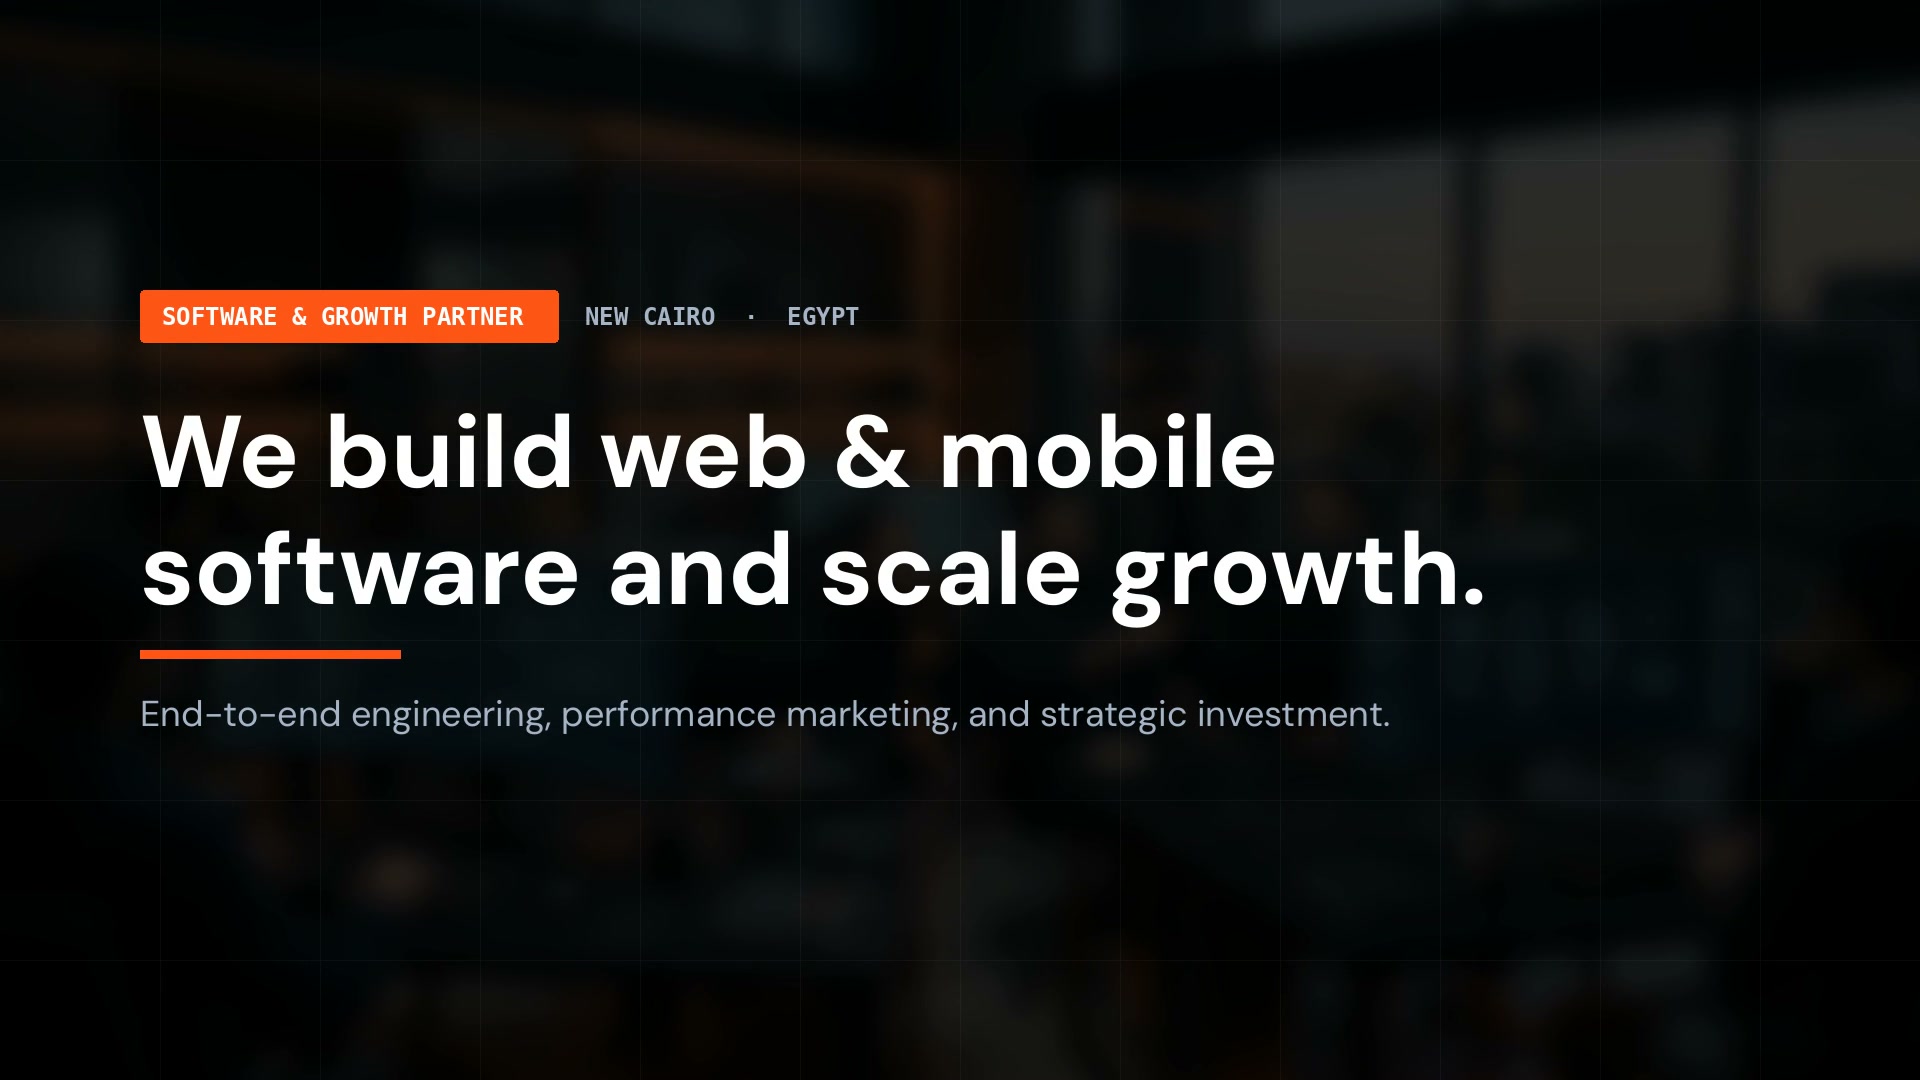 SOFTWARE & GROWTH PARTNER
NEW CAIRO · EGYPT
We build web & mobile
software and scale growth.
End-to-end engineering, performance marketing, and strategic investment.